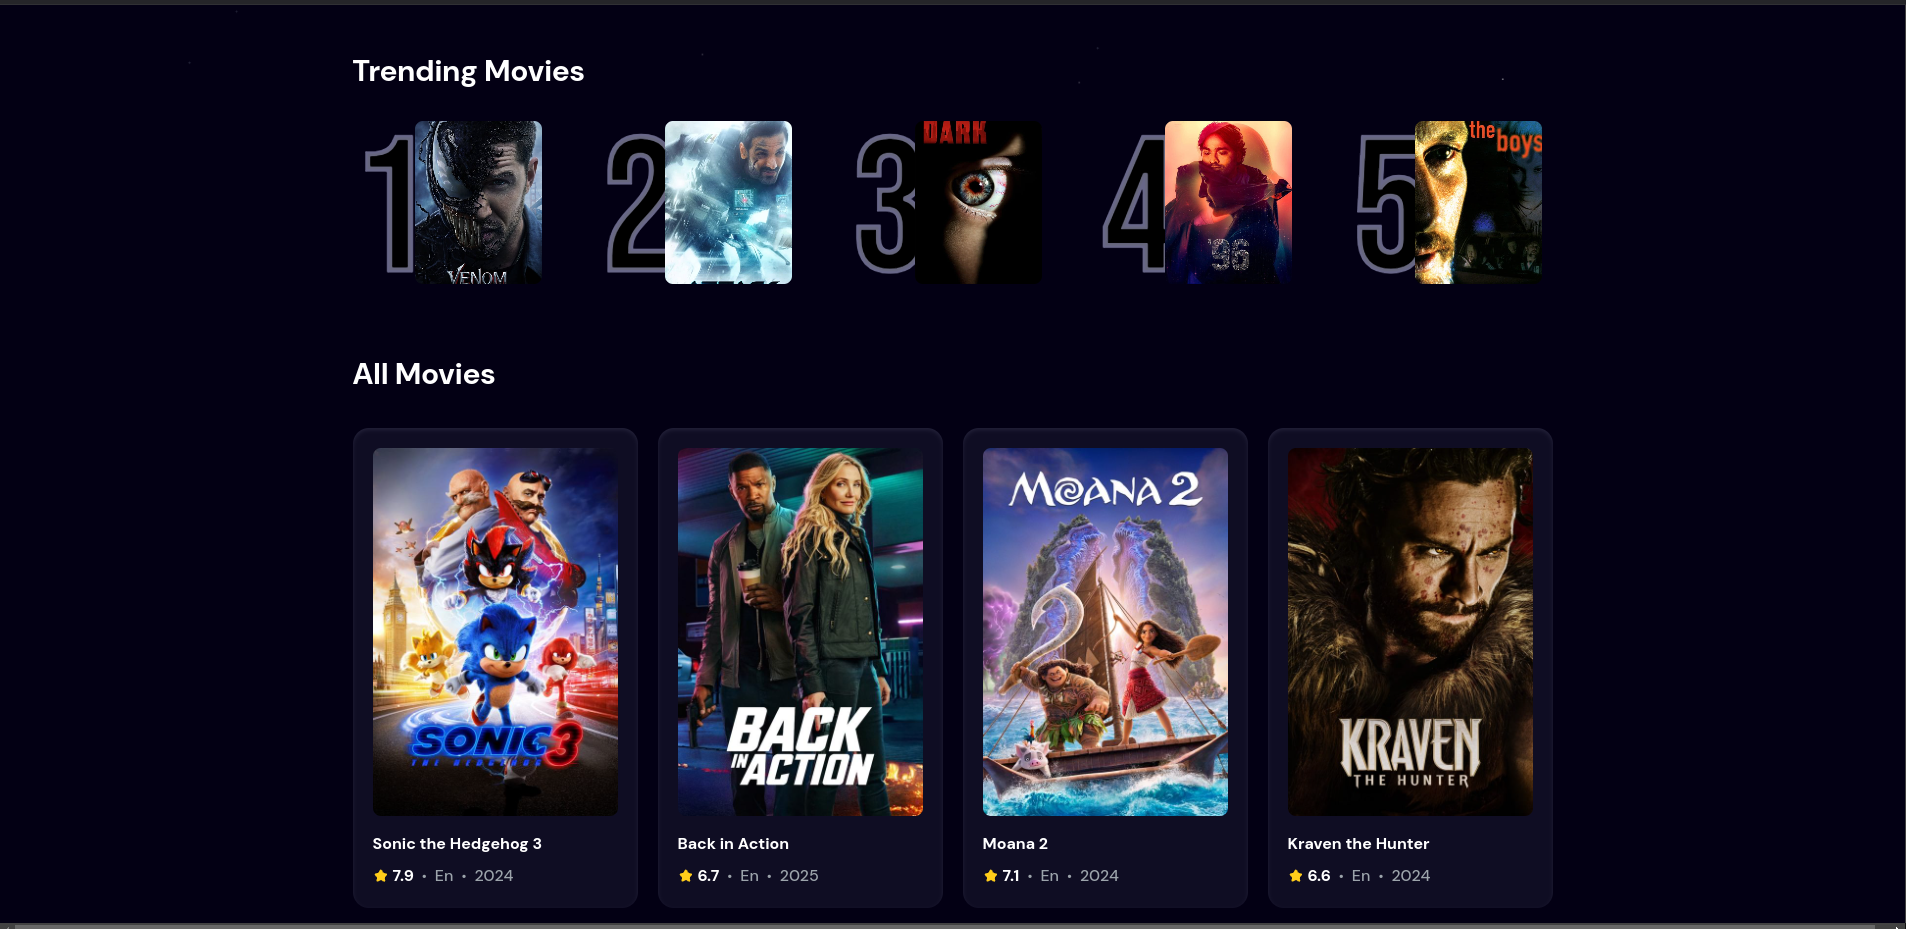 Trending Movies
1
VENOM
2
3
DARK
4
'96
5
the
boys
All Movies
MOANA 2
SONIC 3
THE HEDGEHOG
BACK
IN ACTION
KRAVEN
THE HUNTER
Sonic the Hedgehog 3
7.9 • En • 2024
Back in Action
6.7 • En • 2025
Moana 2
7.1 • En • 2024
Kraven the Hunter
6.6 • En • 2024